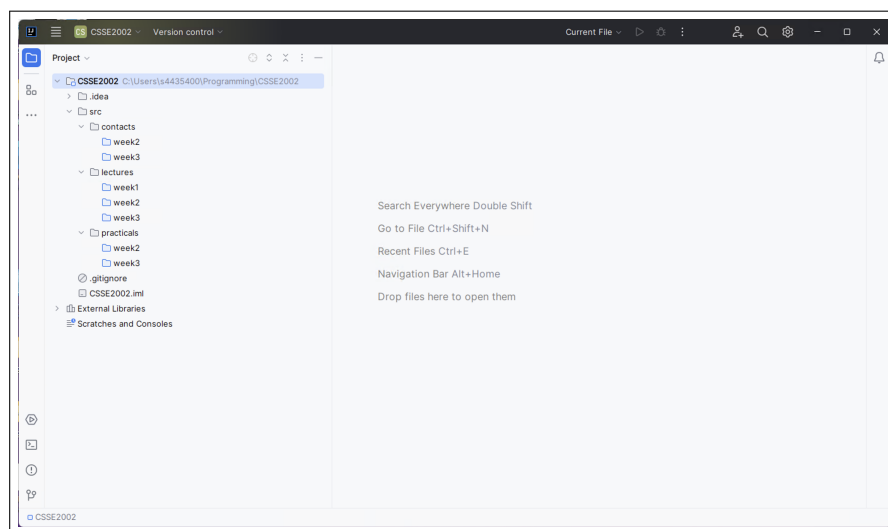 CS CSSE2002 Version control Current File
Project
CSSE2002 C:\Users\s4435400\Programming\CSSE2002
.idea
src
contacts
week2
week3
lectures
week1
week2
week3
practicals
week2
week3
.gitignore
CSSE2002.iml
External Libraries
Scratches and Consoles
Search Everywhere Double Shift
Go to File Ctrl+Shift+N
Recent Files Ctrl+E
Navigation Bar Alt+Home
Drop files here to open them
CSSE2002